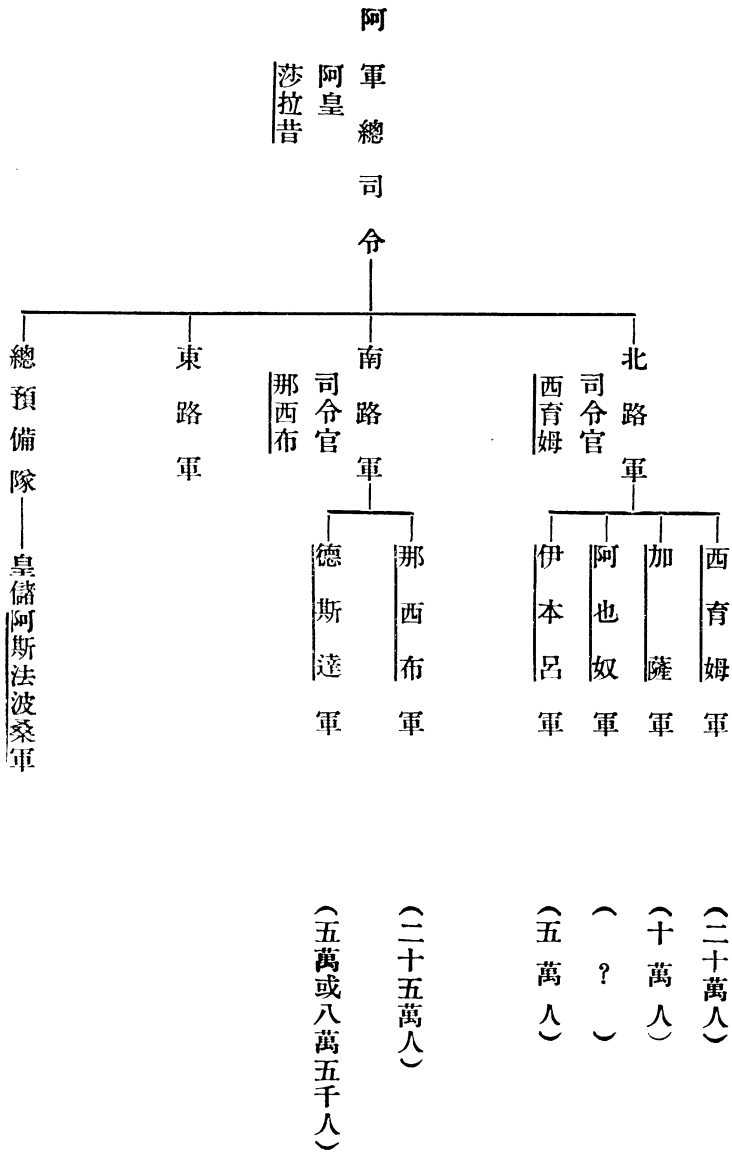 阿軍總司令
阿皇
莎拉昔
北路軍
司令官
西育姆
西育姆軍(二十萬人)
加薩軍(十萬人)
阿也奴軍(?)
伊本呂軍(五萬人)
南路軍
司令官
那西布
那西布軍(二十五萬人)
德斯達軍(五萬或八萬五千人)
東路軍
總預備隊
皇儲阿斯法波桑軍